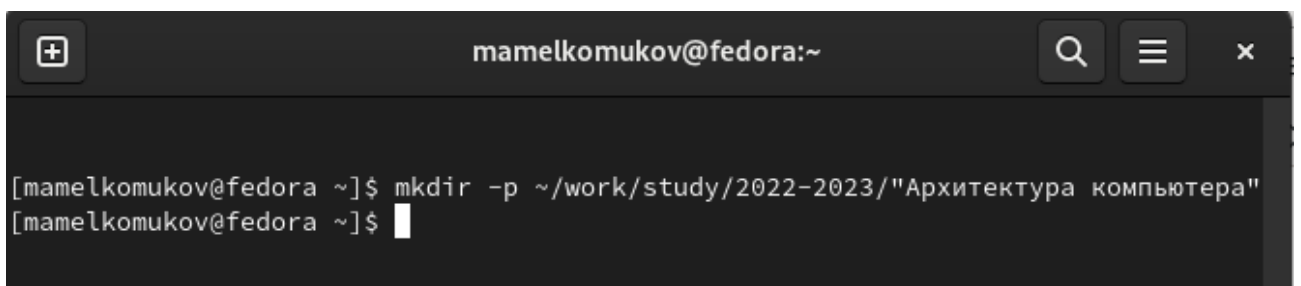 mamelkomukov@fedora:~
[mamelkomukov@fedora ~]$ mkdir -p ~/work/study/2022-2023/"Архитектура компьютера"
[mamelkomukov@fedora ~]$